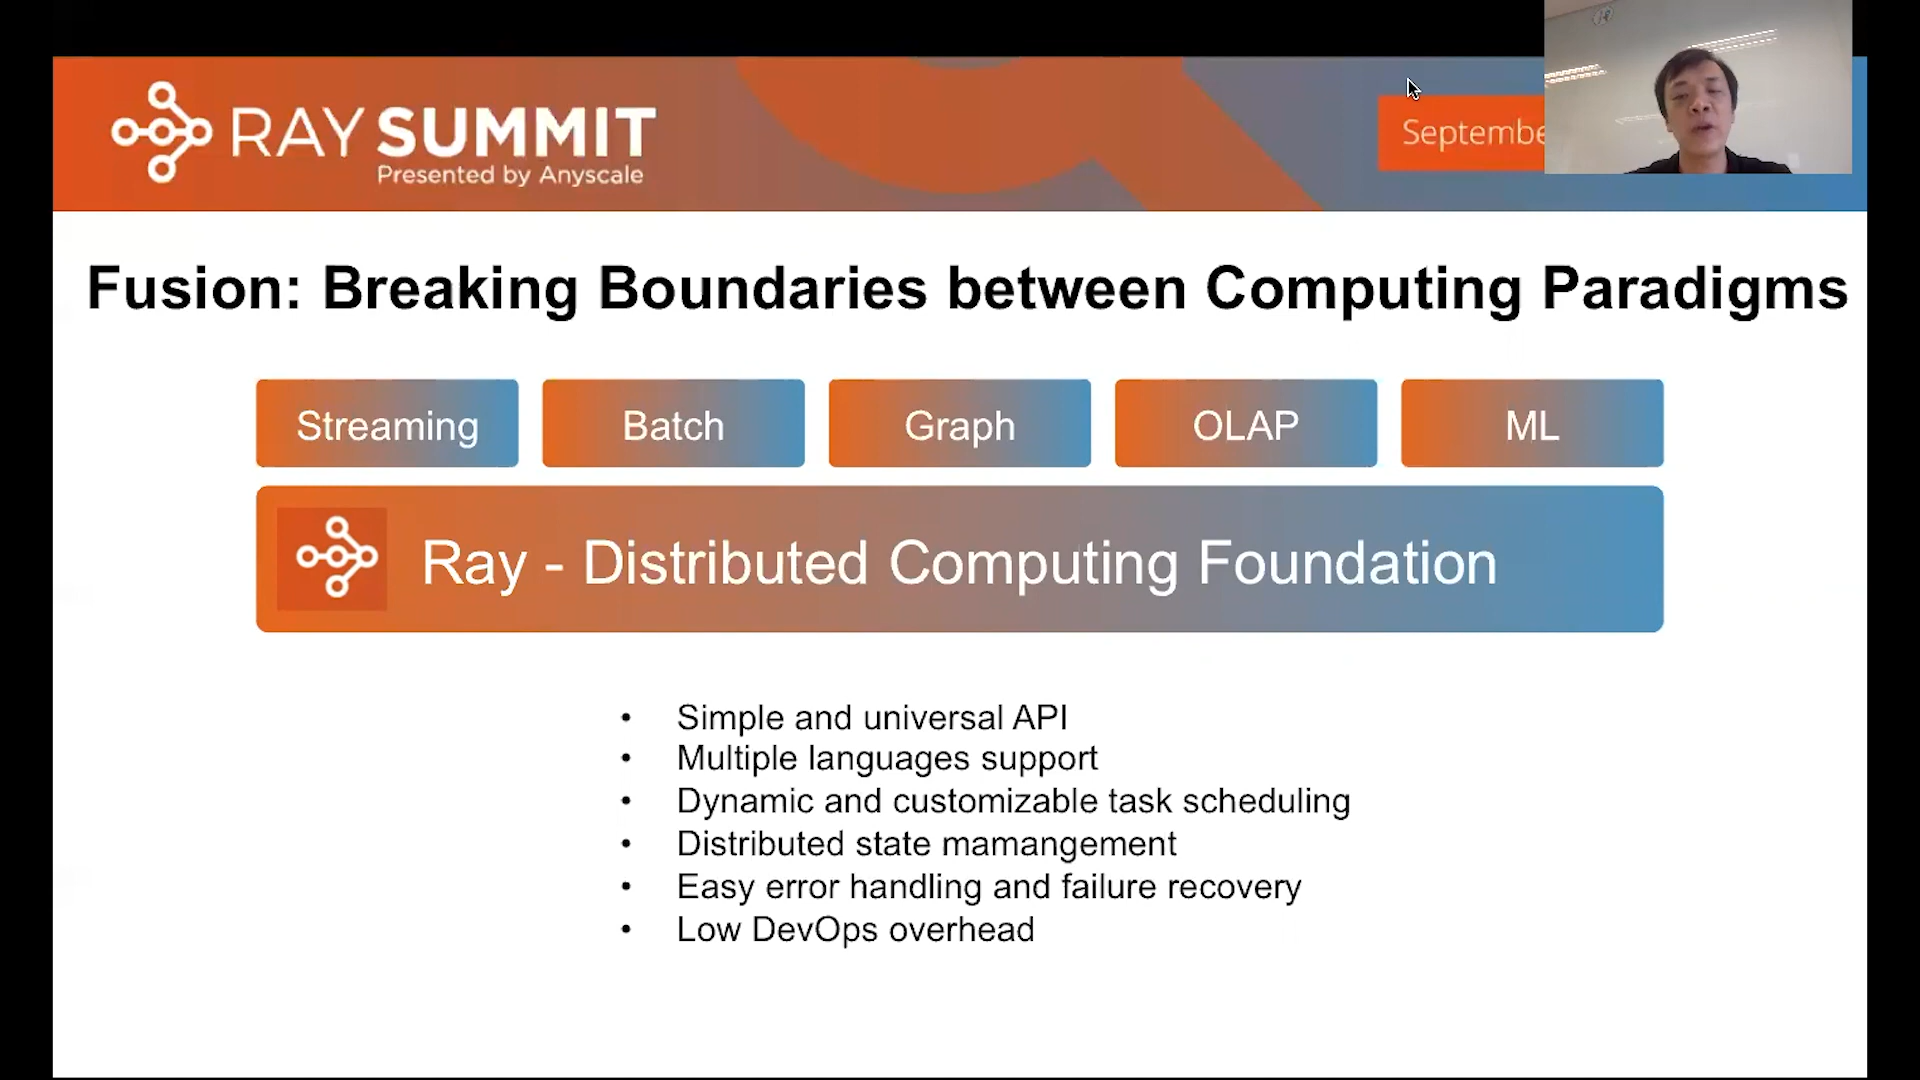 RAY SUMMIT
Presented by Anyscale
Septembe
Fusion: Breaking Boundaries between Computing Paradigms
Streaming
Batch
Graph
OLAP
ML
Ray - Distributed Computing Foundation
• Simple and universal API
• Multiple languages support
• Dynamic and customizable task scheduling
• Distributed state mamangement
• Easy error handling and failure recovery
• Low DevOps overhead